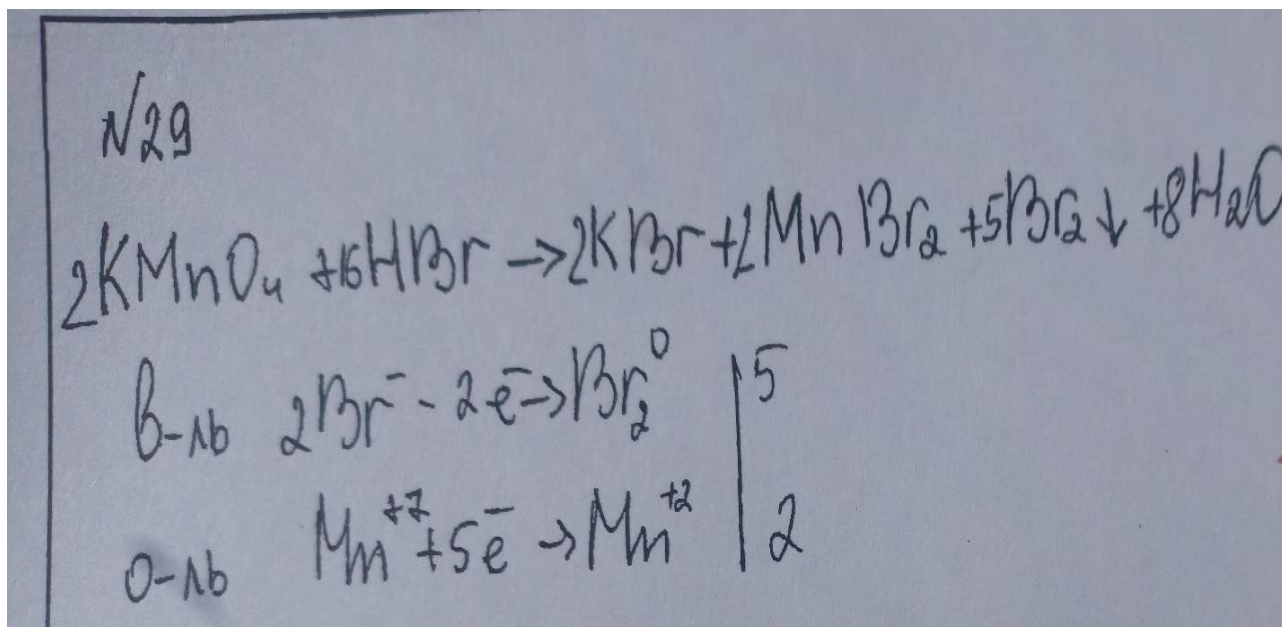 №29
2KMnO₄ +16HBr → 2KBr + 2MnBr₂ + 5Br₂↓ + 8H₂O
в-ль 2Br⁻ - 2e⁻ → Br₂⁰ | 5
о-ль Mn⁺⁷ + 5e⁻ → Mn⁺² | 2